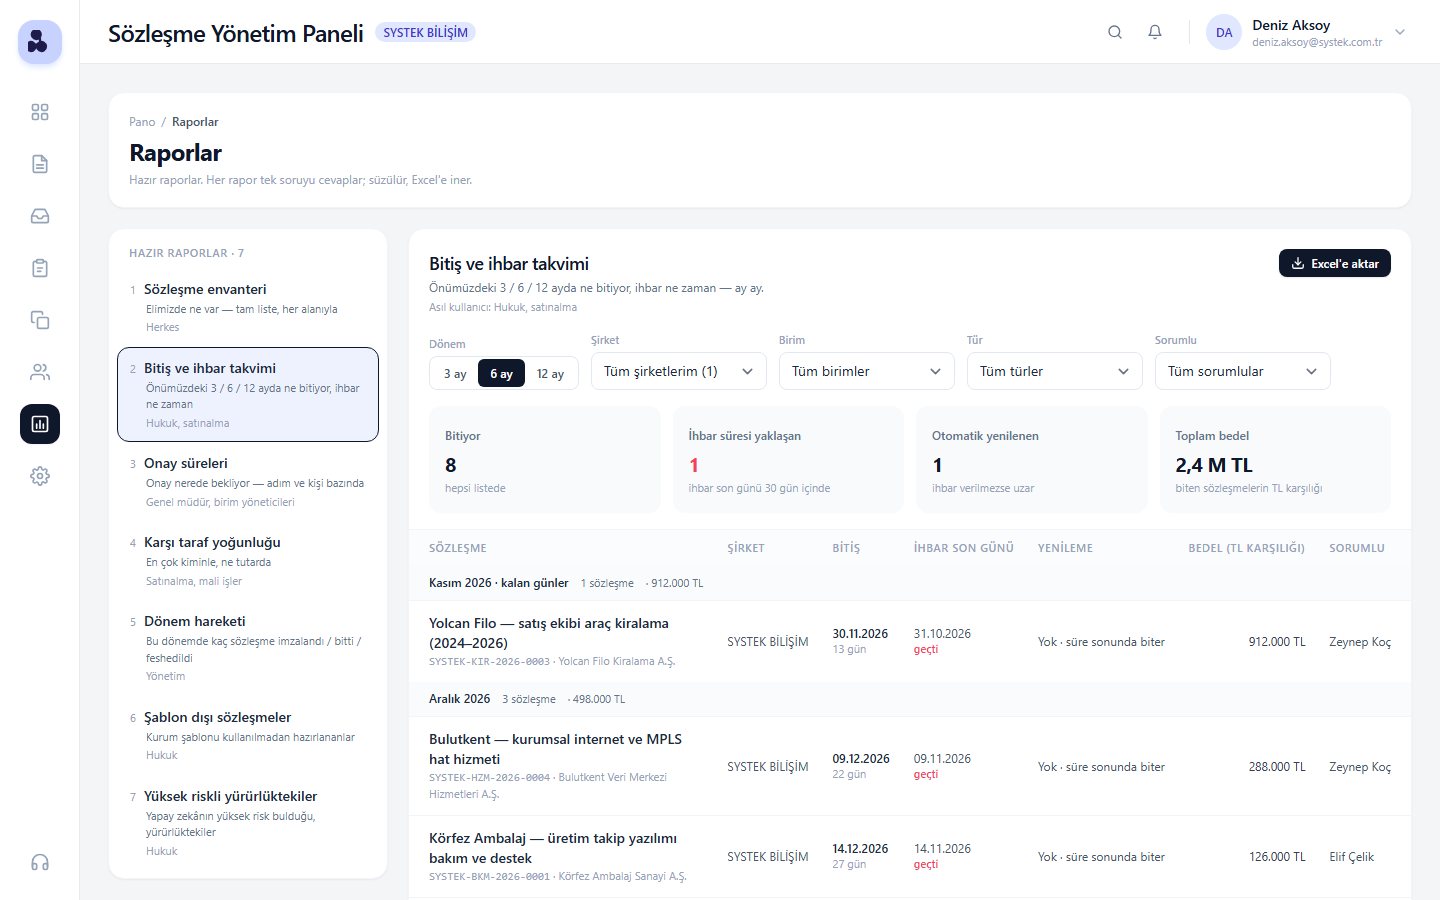 Sözleşme Yönetim Paneli
SYSTEK BİLİŞİM
DA
Deniz Aksoy
deniz.aksoy@systek.com.tr
Pano / Raporlar
Raporlar
Hazır raporlar. Her rapor tek soruyu cevaplar; süzülür, Excel'e iner.
HAZIR RAPORLAR · 7
1 Sözleşme envanteri
Elimizde ne var — tam liste, her alanıyla
Herkes
2 Bitiş ve ihbar takvimi
Önümüzdeki 3 / 6 / 12 ayda ne bitiyor, ihbar
ne zaman
Hukuk, satınalma
3 Onay süreleri
Onay nerede bekliyor — adım ve kişi bazında
Genel müdür, birim yöneticileri
4 Karşı taraf yoğunluğu
En çok kiminle, ne tutarda
Satınalma, mali işler
5 Dönem hareketi
Bu dönemde kaç sözleşme imzalandı / bitti /
feshedildi
Yönetim
6 Şablon dışı sözleşmeler
Kurum şablonu kullanılmadan hazırlananlar
Hukuk
7 Yüksek riskli yürürlüktekiler
Yapay zekânın yüksek risk bulduğu,
yürürlüktekiler
Hukuk
Bitiş ve ihbar takvimi
Önümüzdeki 3 / 6 / 12 ayda ne bitiyor, ihbar ne zaman — ay ay.
Asıl kullanıcı: Hukuk, satınalma
Excel'e aktar
Dönem
3 ay 6 ay 12 ay
Şirket
Tüm şirketlerim (1)
Birim
Tüm birimler
Tür
Tüm türler
Sorumlu
Tüm sorumlular
Bitiyor
8
hepsi listede
İhbar süresi yaklaşan
1
ihbar son günü 30 gün içinde
Otomatik yenilenen
1
ihbar verilmezse uzar
Toplam bedel
2,4 M TL
biten sözleşmelerin TL karşılığı
SÖZLEŞME ŞİRKET BİTİŞ İHBAR SON GÜNÜ YENİLEME BEDEL (TL KARŞILIĞI) SORUMLU
Kasım 2026 · kalan günler 1 sözleşme · 912.000 TL
Yolcan Filo — satış ekibi araç kiralama
(2024–2026)
SYSTEK-KIR-2026-0003 · Yolcan Filo Kiralama A.Ş.
SYSTEK BİLİŞİM
30.11.2026
13 gün
31.10.2026
geçti
Yok · süre sonunda biter
912.000 TL
Zeynep Koç
Aralık 2026 3 sözleşme · 498.000 TL
Bulutkent — kurumsal internet ve MPLS
hat hizmeti
SYSTEK-HZM-2026-0004 · Bulutkent Veri Merkezi
Hizmetleri A.Ş.
SYSTEK BİLİŞİM
09.12.2026
22 gün
09.11.2026
geçti
Yok · süre sonunda biter
288.000 TL
Zeynep Koç
Körfez Ambalaj — üretim takip yazılımı
bakım ve destek
SYSTEK-BKM-2026-0001 · Körfez Ambalaj Sanayi A.Ş.
SYSTEK BİLİŞİM
14.12.2026
27 gün
14.11.2026
geçti
Yok · süre sonunda biter
126.000 TL
Elif Çelik